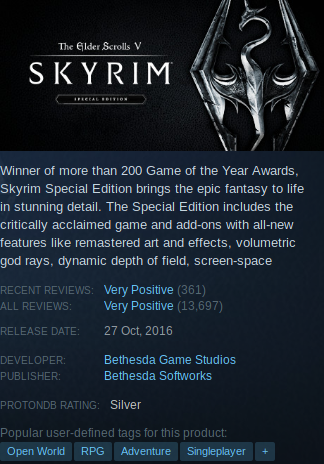 The Elder Scrolls V
SKYRIM
SPECIAL EDITION
Winner of more than 200 Game of the Year Awards,
Skyrim Special Edition brings the epic fantasy to life
in stunning detail. The Special Edition includes the
critically acclaimed game and add-ons with all-new
features like remastered art and effects, volumetric
god rays, dynamic depth of field, screen-space
RECENT REVIEWS: Very Positive (361)
ALL REVIEWS: Very Positive (13,697)
RELEASE DATE: 27 Oct, 2016
DEVELOPER: Bethesda Game Studios
PUBLISHER: Bethesda Softworks
PROTONDB RATING: Silver
Popular user-defined tags for this product:
Open World RPG Adventure Singleplayer +